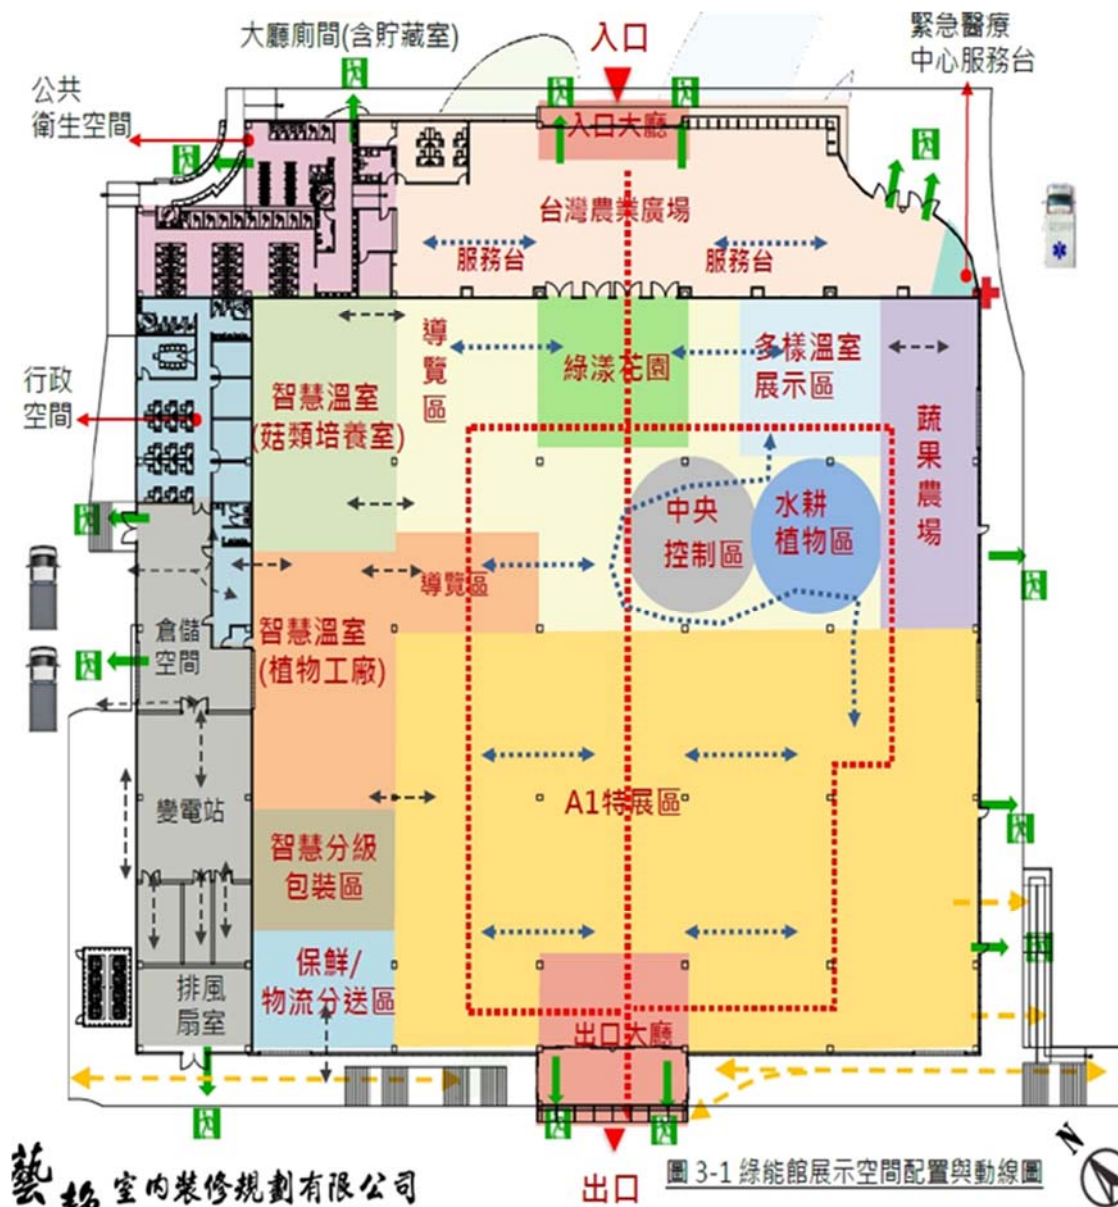 大廳廁間(含貯藏室)
入口
緊急醫療
中心服務台
公共
衛生空間
入口大廳
台灣農業廣場
服務台
服務台
導覽區
綠漾花園
多樣溫室
展示區
行政
空間
智慧溫室
(菇類培養室)
蔬果農場
中央
控制區
水耕
植物區
導覽區
倉儲
空間
智慧溫室
(植物工廠)
A1特展區
變電站
智慧分級
包裝區
保鮮/
物流分送區
排風
扇室
出口大廳
N
室內裝修規劃有限公司
出口
圖 3-1 綠能館展示空間配置與動線圖